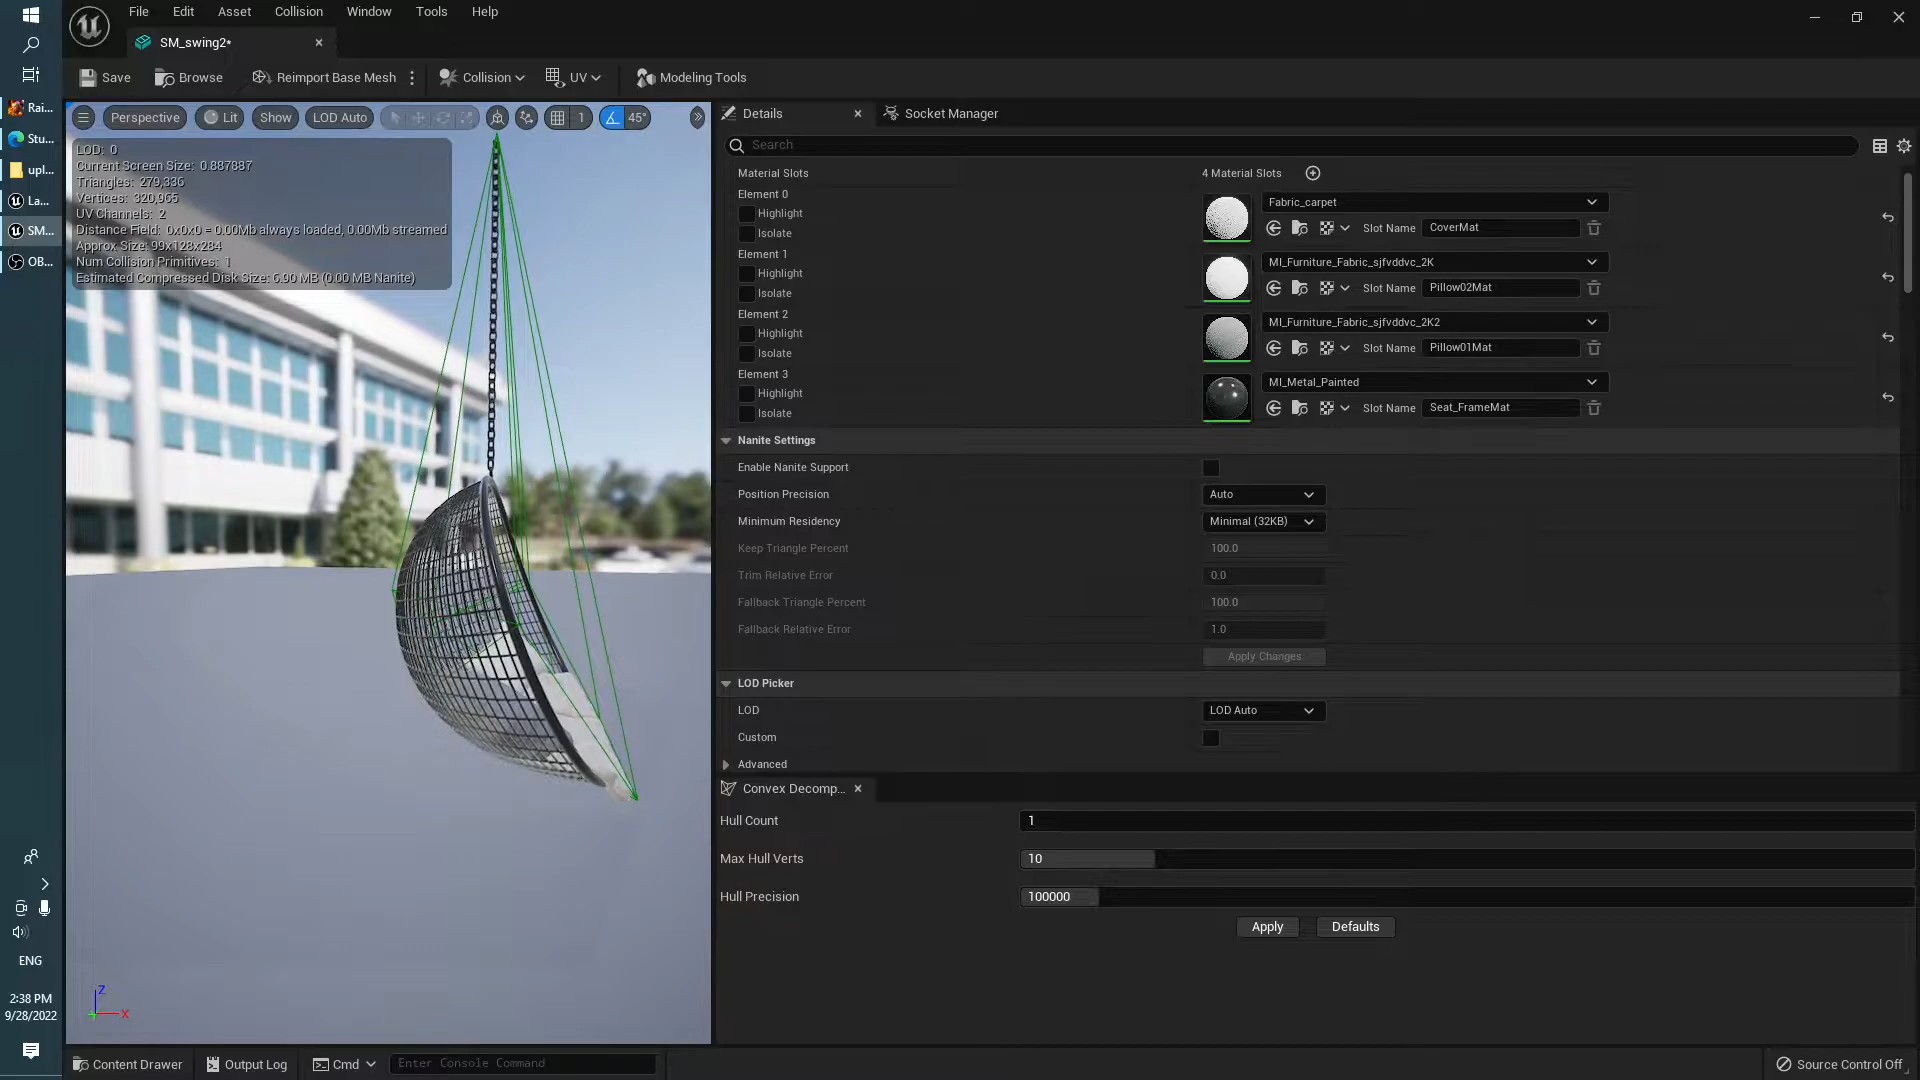 File Edit Asset Collision Window Tools Help
SM_swing2*
Save Browse Reimport Base Mesh Collision UV Modeling Tools
Rai...
Stu...
upl...
La...
SM...
OB...
ENG
2:38 PM
9/28/2022
Perspective Lit Show LOD Auto 1 45°
LOD: 0
Current Screen Size: 0.887887
Triangles: 279,336
Vertices: 320,965
UV Channels: 2
Distance Field: 0x0x0 = 0.00Mb always loaded, 0.00Mb streamed
Approx Size: 99x128x284
Num Collision Primitives: 1
Estimated Compressed Disk Size: 6.90 MB (0.00 MB Nanite)
Z
X
Details Socket Manager
Search
Material Slots 4 Material Slots
Element 0
Highlight
Isolate
Fabric_carpet
Slot Name CoverMat
Element 1
Highlight
Isolate
MI_Furniture_Fabric_sjfvddvc_2K
Slot Name Pillow02Mat
Element 2
Highlight
Isolate
MI_Furniture_Fabric_sjfvddvc_2K2
Slot Name Pillow01Mat
Element 3
Highlight
Isolate
MI_Metal_Painted
Slot Name Seat_FrameMat
Nanite Settings
Enable Nanite Support
Position Precision Auto
Minimum Residency Minimal (32KB)
Keep Triangle Percent 100.0
Trim Relative Error 0.0
Fallback Triangle Percent 100.0
Fallback Relative Error 1.0
Apply Changes
LOD Picker
LOD LOD Auto
Custom
Advanced
Convex Decomp...
Hull Count 1
Max Hull Verts 10
Hull Precision 100000
Apply Defaults
Content Drawer Output Log Cmd Enter Console Command Source Control Off